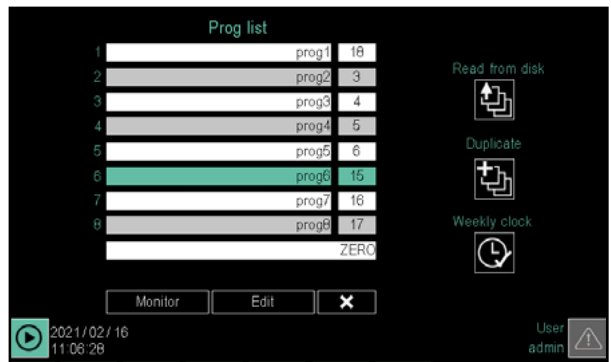 Prog list
1 prog1 18
2 prog2 3
3 prog3 4
4 prog4 5
5 prog5 6
6 prog6 15
7 prog7 16
8 prog8 17
ZERO
Monitor Edit
Read from disk
Duplicate
Weekly clock
2021/02/16
11:06:28
User
admin